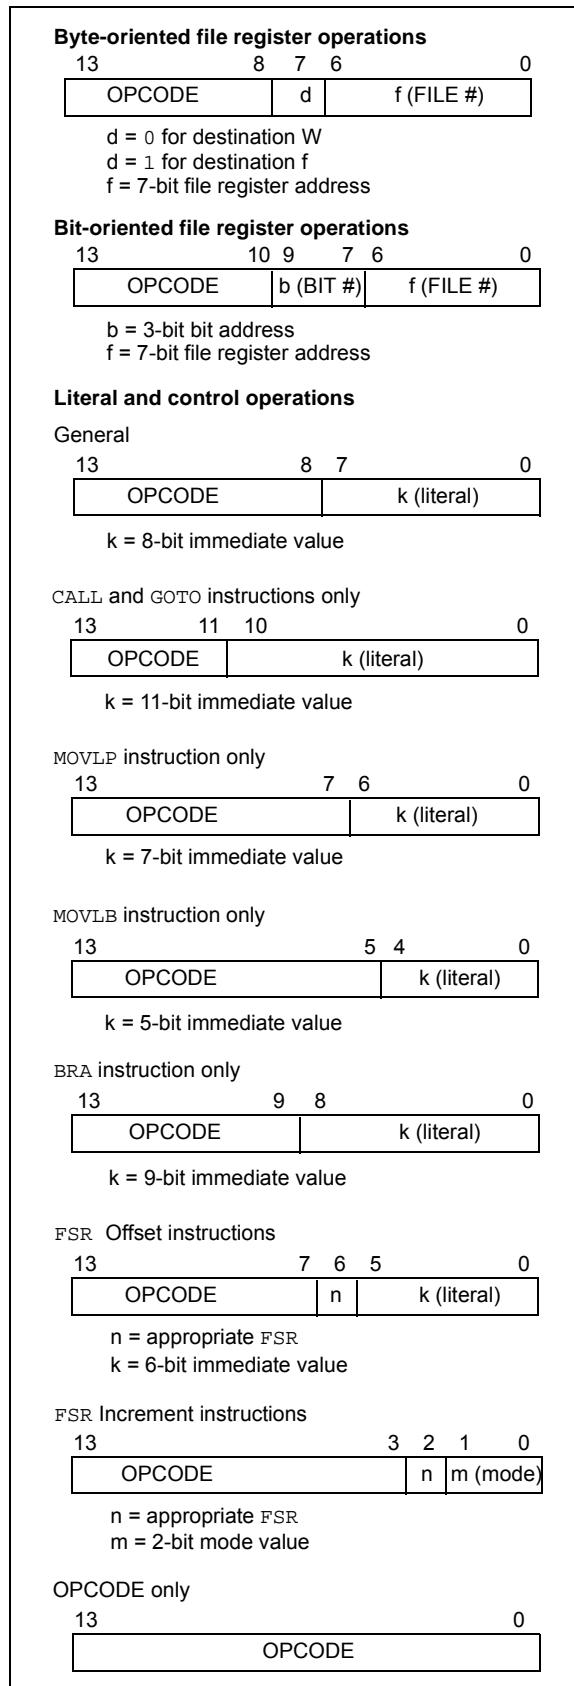 Byte-oriented file register operations
13 8 7 6 0
OPCODE d f (FILE #)
d = 0 for destination W
d = 1 for destination f
f = 7-bit file register address
Bit-oriented file register operations
13 10 9 7 6 0
OPCODE b (BIT #) f (FILE #)
b = 3-bit bit address
f = 7-bit file register address
Literal and control operations
General
13 8 7 0
OPCODE k (literal)
k = 8-bit immediate value
CALL and GOTO instructions only
13 11 10 0
OPCODE k (literal)
k = 11-bit immediate value
MOVLP instruction only
13 7 6 0
OPCODE k (literal)
k = 7-bit immediate value
MOVLB instruction only
13 5 4 0
OPCODE k (literal)
k = 5-bit immediate value
BRA instruction only
13 9 8 0
OPCODE k (literal)
k = 9-bit immediate value
FSR Offset instructions
13 7 6 5 0
OPCODE n k (literal)
n = appropriate FSR
k = 6-bit immediate value
FSR Increment instructions
13 3 2 1 0
OPCODE n m (mode)
n = appropriate FSR
m = 2-bit mode value
OPCODE only
13 0
OPCODE